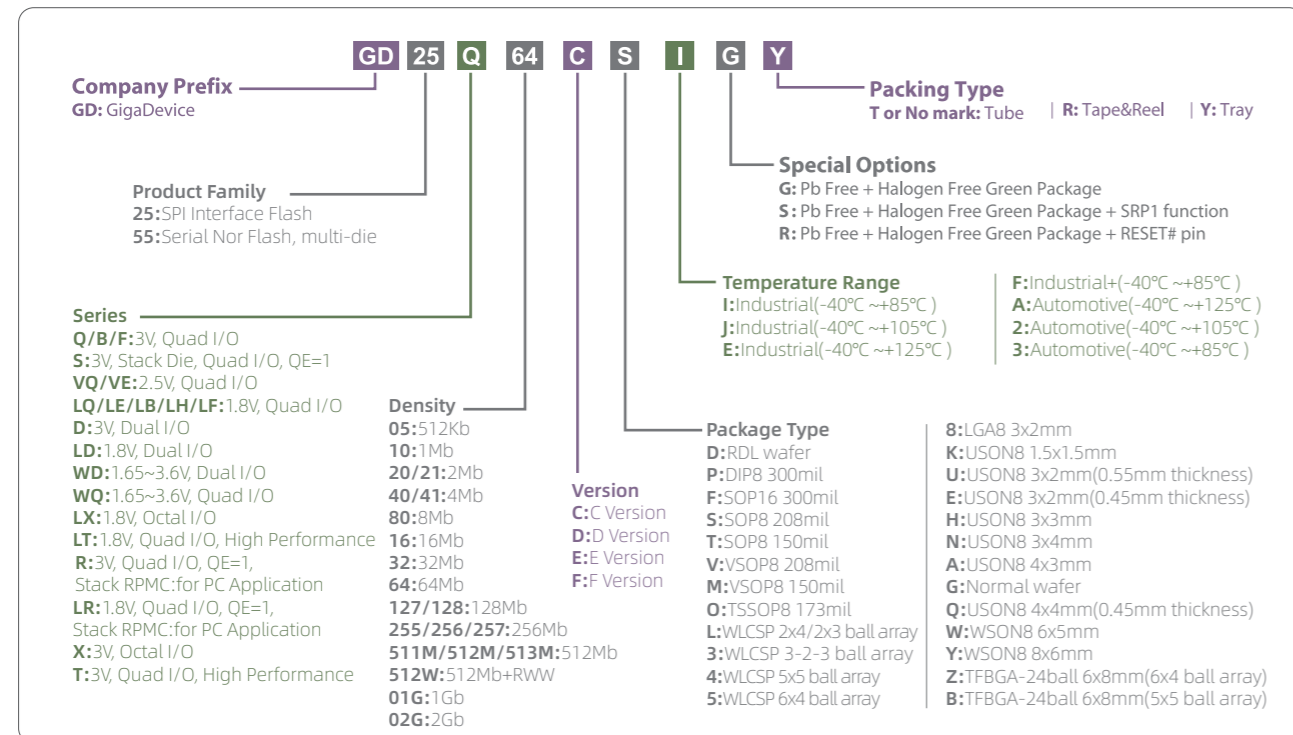 GD 25 Q 64 C S I G Y
Company Prefix
GD: GigaDevice
Packing Type
T or No mark: Tube | R: Tape&Reel | Y: Tray
Product Family
25:SPI Interface Flash
55:Serial Nor Flash, multi-die
Special Options
G: Pb Free + Halogen Free Green Package
S: Pb Free + Halogen Free Green Package + SRP1 function
R: Pb Free + Halogen Free Green Package + RESET# pin
Temperature Range
I:Industrial(-40℃ ~+85℃ )
J:Industrial(-40℃ ~+105℃ )
E:Industrial(-40℃ ~+125℃ )
F:Industrial+(-40℃ ~+85℃ )
A:Automotive(-40℃ ~+125℃ )
2:Automotive(-40℃ ~+105℃ )
3:Automotive(-40℃ ~+85℃ )
Series
Q/B/F:3V, Quad I/O
S:3V, Stack Die, Quad I/O, QE=1
VQ/VE:2.5V, Quad I/O
LQ/LE/LB/LH/LF:1.8V, Quad I/O
D:3V, Dual I/O
LD:1.8V, Dual I/O
WD:1.65~3.6V, Dual I/O
WQ:1.65~3.6V, Quad I/O
LX:1.8V, Octal I/O
LT:1.8V, Quad I/O, High Performance
R:3V, Quad I/O, QE=1,
Stack RPMC:for PC Application
LR:1.8V, Quad I/O, QE=1,
Stack RPMC:for PC Application
X:3V, Octal I/O
T:3V, Quad I/O, High Performance
Density
05:512Kb
10:1Mb
20/21:2Mb
40/41:4Mb
80:8Mb
16:16Mb
32:32Mb
64:64Mb
127/128:128Mb
255/256/257:256Mb
511M/512M/513M:512Mb
512W:512Mb+RWW
01G:1Gb
02G:2Gb
Version
C:C Version
D:D Version
E:E Version
F:F Version
Package Type
D:RDL wafer
P:DIP8 300mil
F:SOP16 300mil
S:SOP8 208mil
T:SOP8 150mil
V:VSOP8 208mil
M:VSOP8 150mil
O:TSSOP8 173mil
L:WLCSP 2x4/2x3 ball array
3:WLCSP 3-2-3 ball array
4:WLCSP 5x5 ball array
5:WLCSP 6x4 ball array
8:LGA8 3x2mm
K:USON8 1.5x1.5mm
U:USON8 3x2mm(0.55mm thickness)
E:USON8 3x2mm(0.45mm thickness)
H:USON8 3x3mm
N:USON8 3x4mm
A:USON8 4x3mm
G:Normal wafer
Q:USON8 4x4mm(0.45mm thickness)
W:WSON8 6x5mm
Y:WSON8 8x6mm
Z:TFBGA-24ball 6x8mm(6x4 ball array)
B:TFBGA-24ball 6x8mm(5x5 ball array)